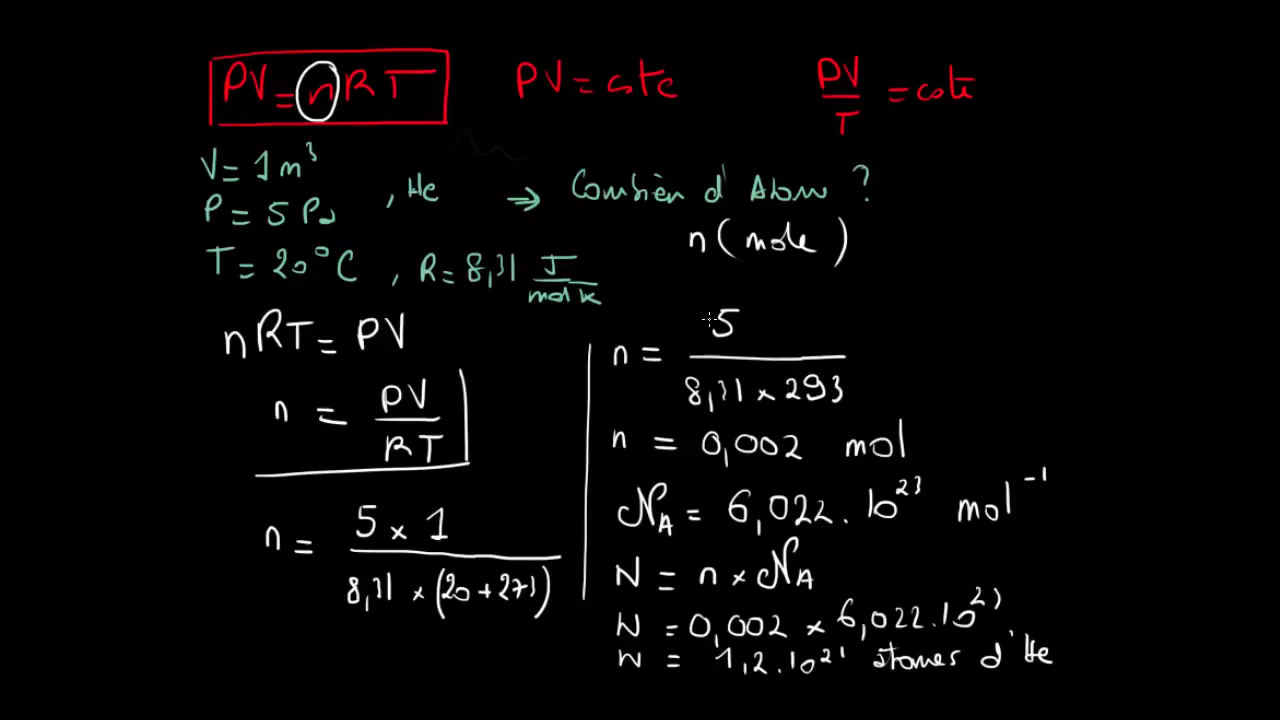 PV = nRT PV = cste PV/T = cste
V = 1 m³
P = 5 Pa , He ⇒ Combien d'Atom ?
n (mole)
T = 20°C , R = 8,31 J/mol K
nRT = PV
n = PV/RT
n = 5 × 1 / 8,31 × (20 + 273)
n = 5 / 8,31 × 293
n = 0,002 mol
N_A = 6,022 . 10²³ mol⁻¹
N = n × N_A
N = 0,002 × 6,022 . 10²³
N = 1,2 . 10²¹ atomes d'He